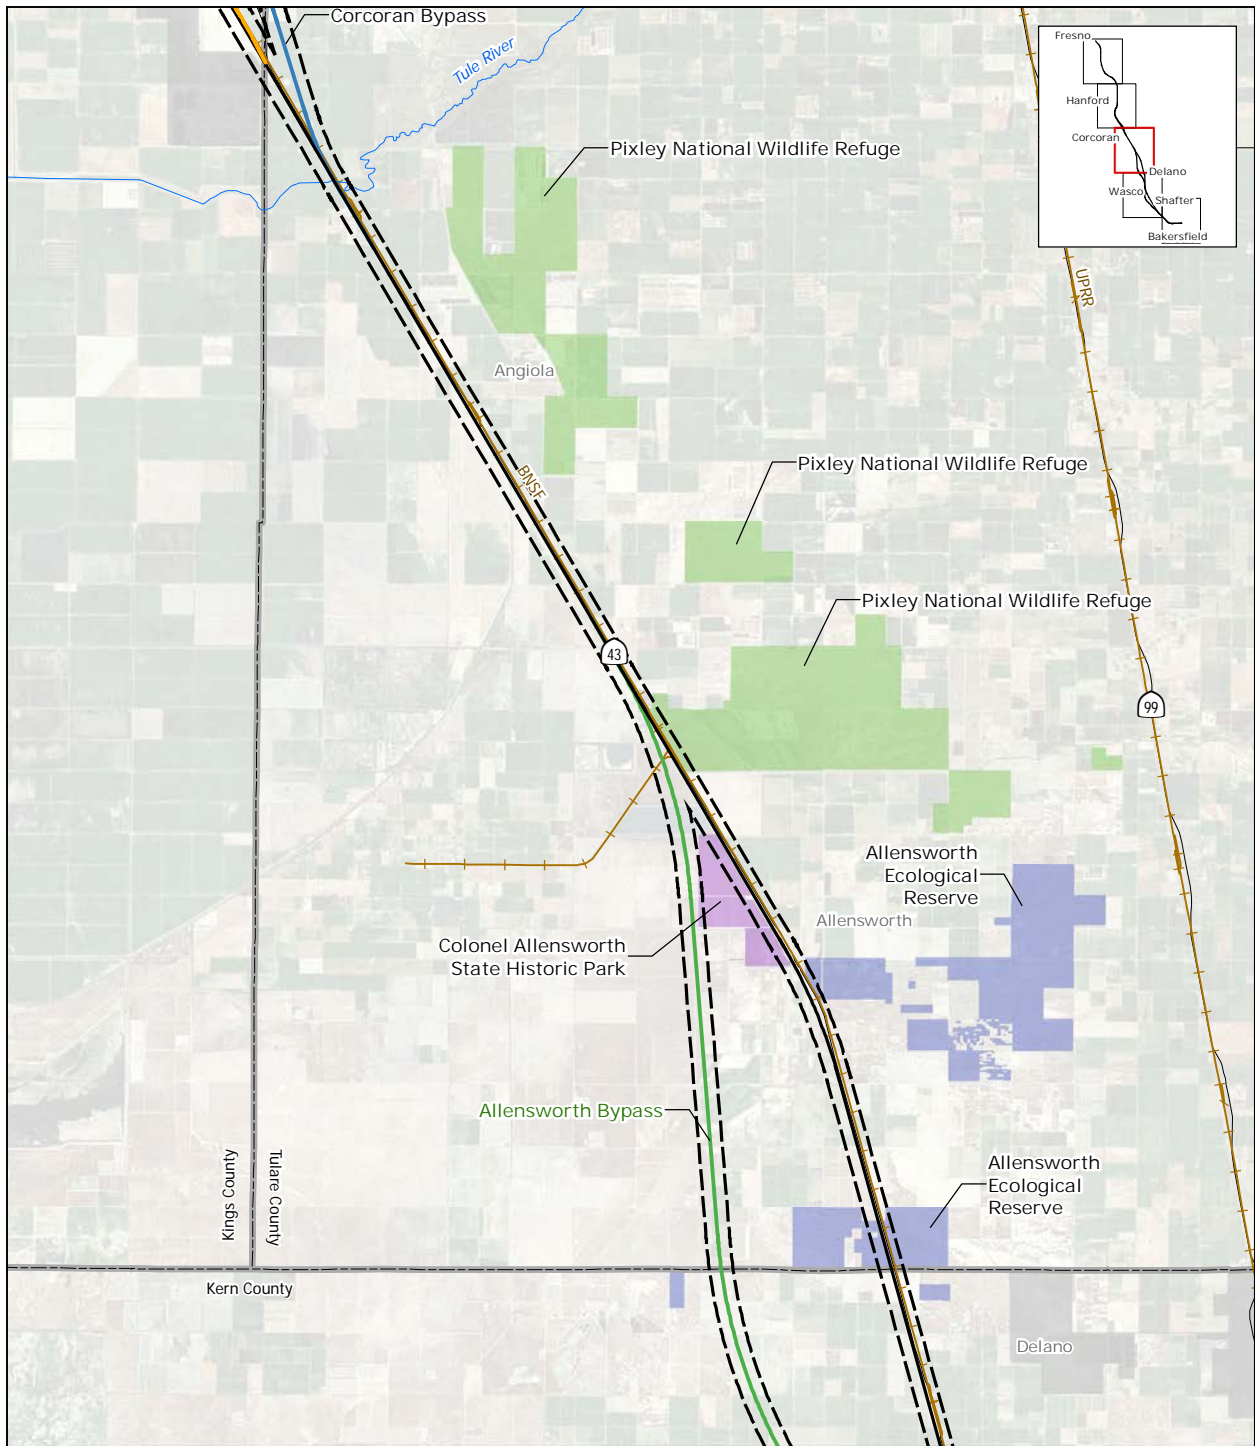 Corcoran Bypass
Tule River
Fresno
Hanford
Corcoran
Delano
Wasco
Shafter
Bakersfield
Pixley National Wildlife Refuge
UPRR
Angiola
Pixley National Wildlife Refuge
BNSF
Pixley National Wildlife Refuge
43
99
Allensworth
Ecological
Reserve
Allensworth
Colonel Allensworth
State Historic Park
Allensworth Bypass
Kings County
Tulare County
Allensworth
Ecological
Reserve
Kern County
Delano